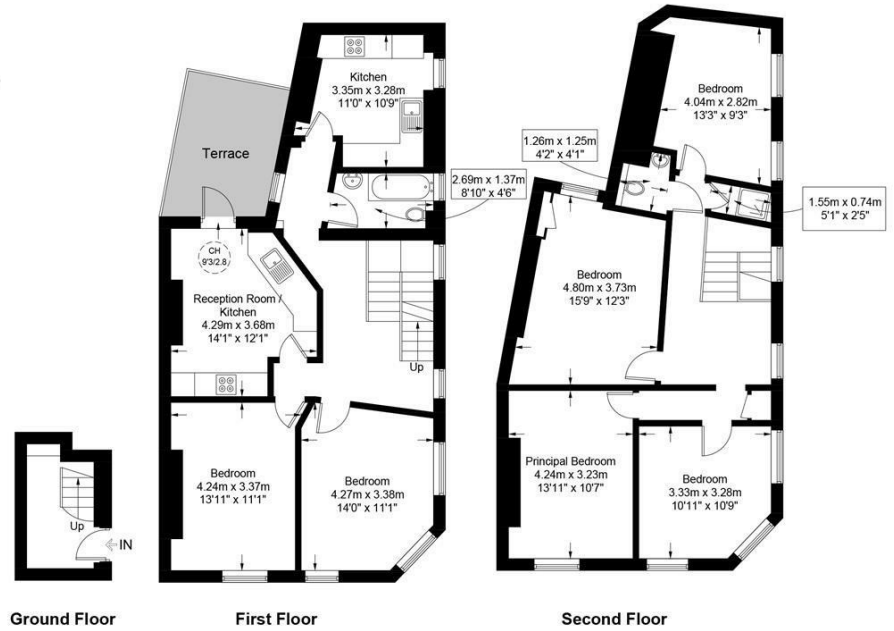 Kitchen
3.35m x 3.28m
11'0" x 10'9"
Terrace
2.69m x 1.37m
8'10" x 4'6"
CH
9'3/2.8
Reception Room /
Kitchen
4.29m x 3.68m
14'1" x 12'1"
Up
Bedroom
4.24m x 3.37m
13'11" x 11'1"
Bedroom
4.27m x 3.38m
14'0" x 11'1"
Up
IN
Bedroom
4.04m x 2.82m
13'3" x 9'3"
1.26m x 1.25m
4'2" x 4'1"
1.55m x 0.74m
5'1" x 2'5"
Bedroom
4.80m x 3.73m
15'9" x 12'3"
Principal Bedroom
4.24m x 3.23m
13'11" x 10'7"
Bedroom
3.33m x 3.28m
10'11" x 10'9"
Ground Floor
First Floor
Second Floor